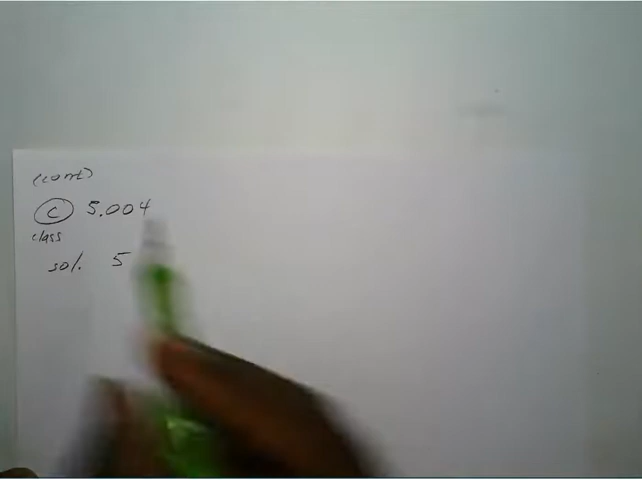 (cont)
(c) 5.004
class
sol. 5